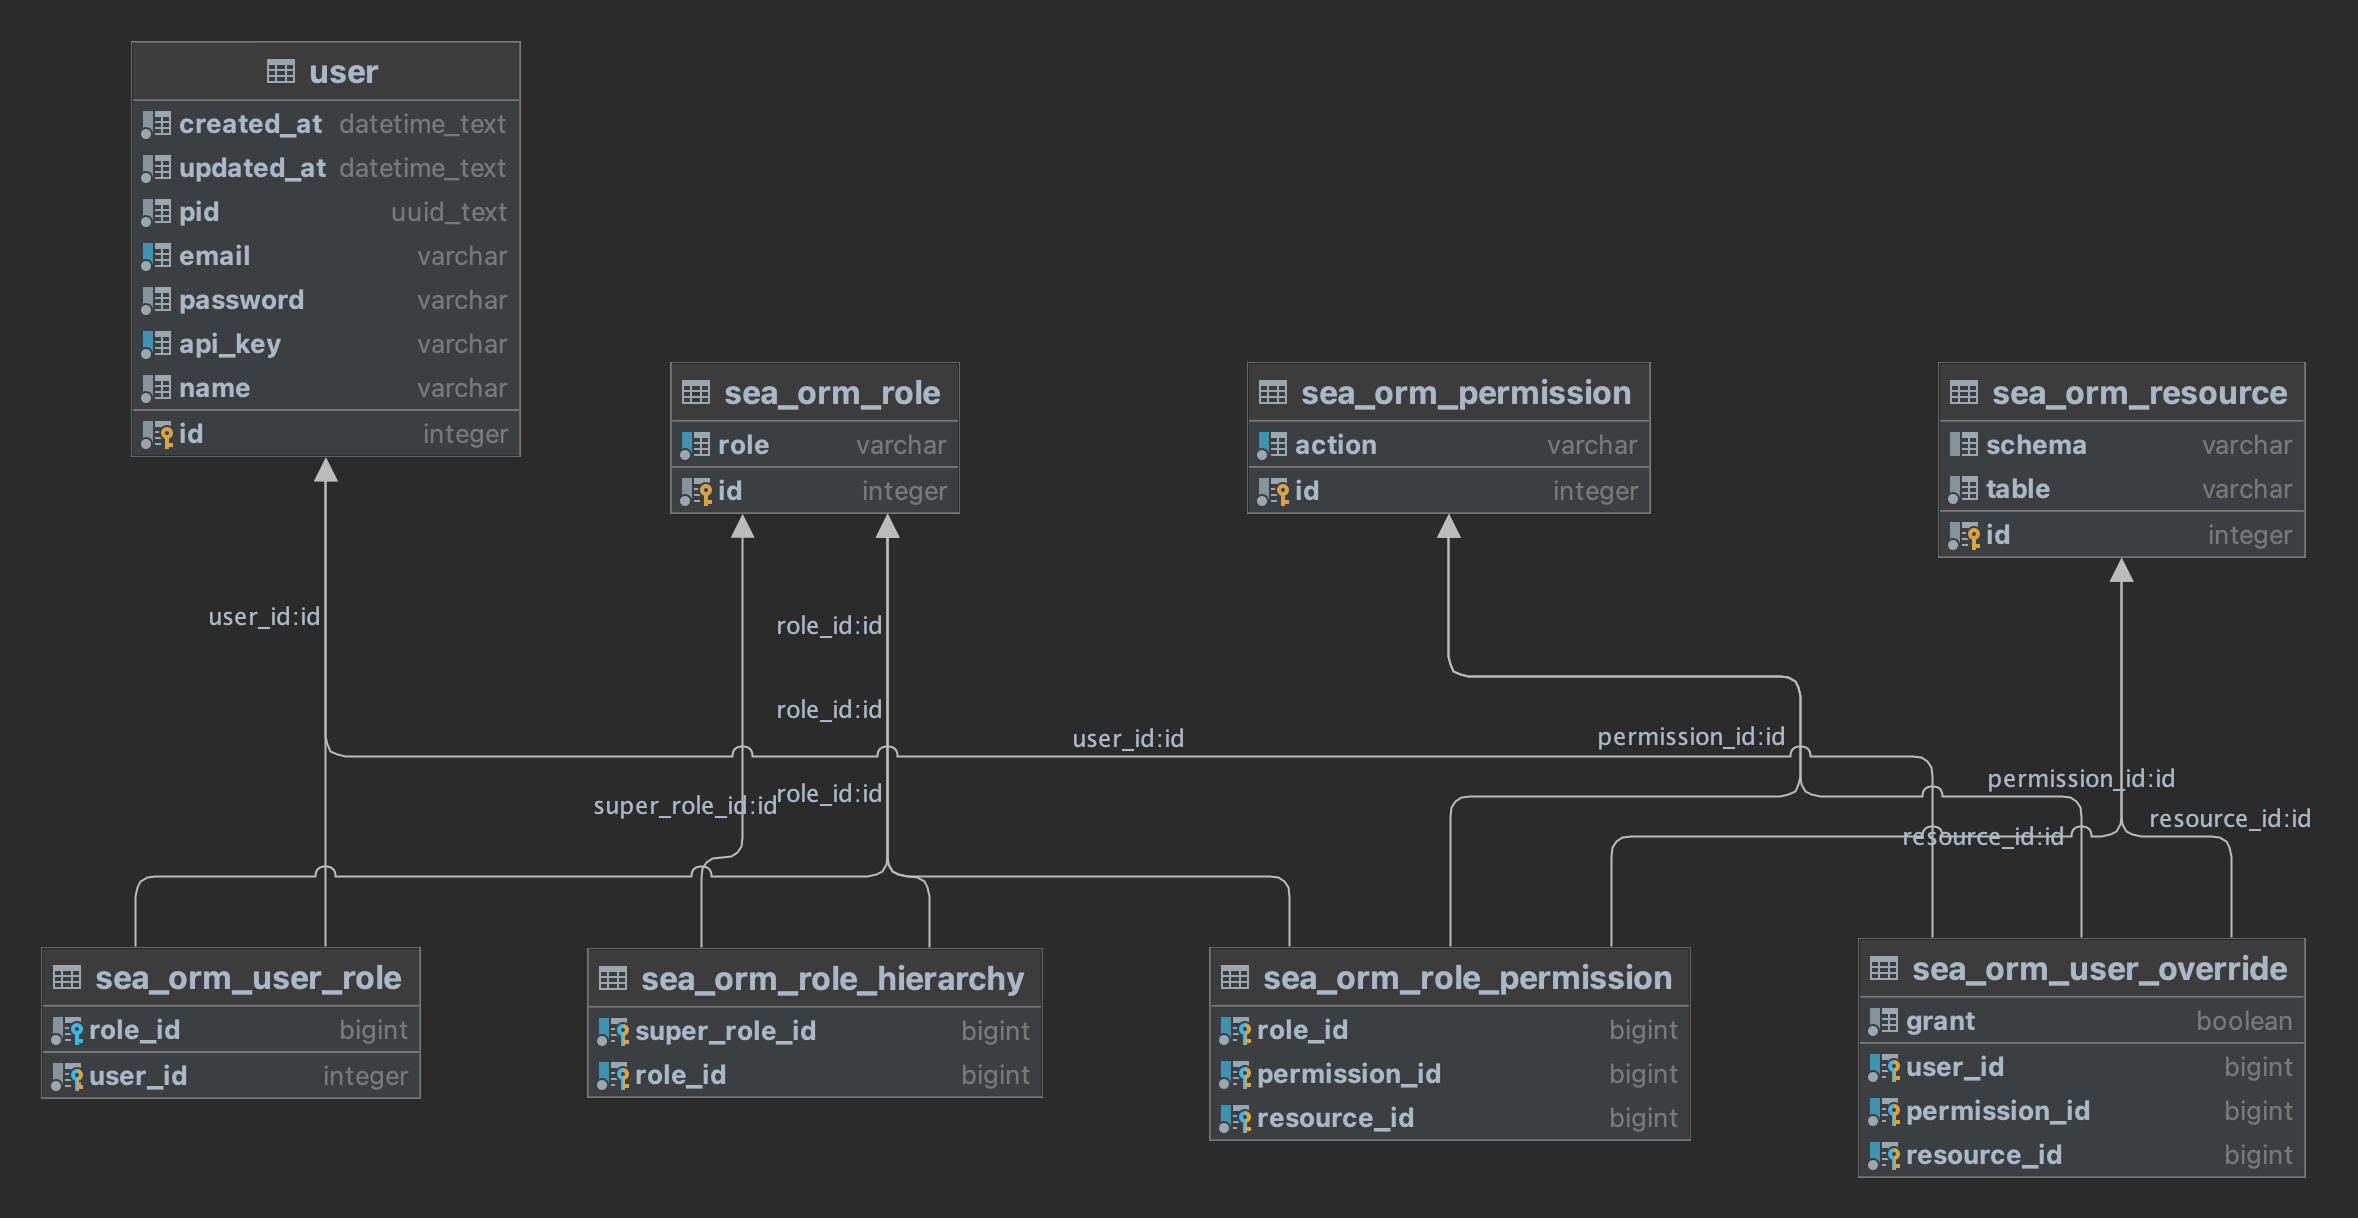 user
created_at datetime_text
updated_at datetime_text
pid uuid_text
email varchar
password varchar
api_key varchar
name varchar
id integer
sea_orm_role
role varchar
id integer
sea_orm_permission
action varchar
id integer
sea_orm_resource
schema varchar
table varchar
id integer
user_id:id
role_id:id
role_id:id
user_id:id
permission_id:id
permission_id:id
super_role_id:id
role_id:id
resource_id:id
resource_id:id
sea_orm_user_role
role_id bigint
user_id integer
sea_orm_role_hierarchy
super_role_id bigint
role_id bigint
sea_orm_role_permission
role_id bigint
permission_id bigint
resource_id bigint
sea_orm_user_override
grant boolean
user_id bigint
permission_id bigint
resource_id bigint